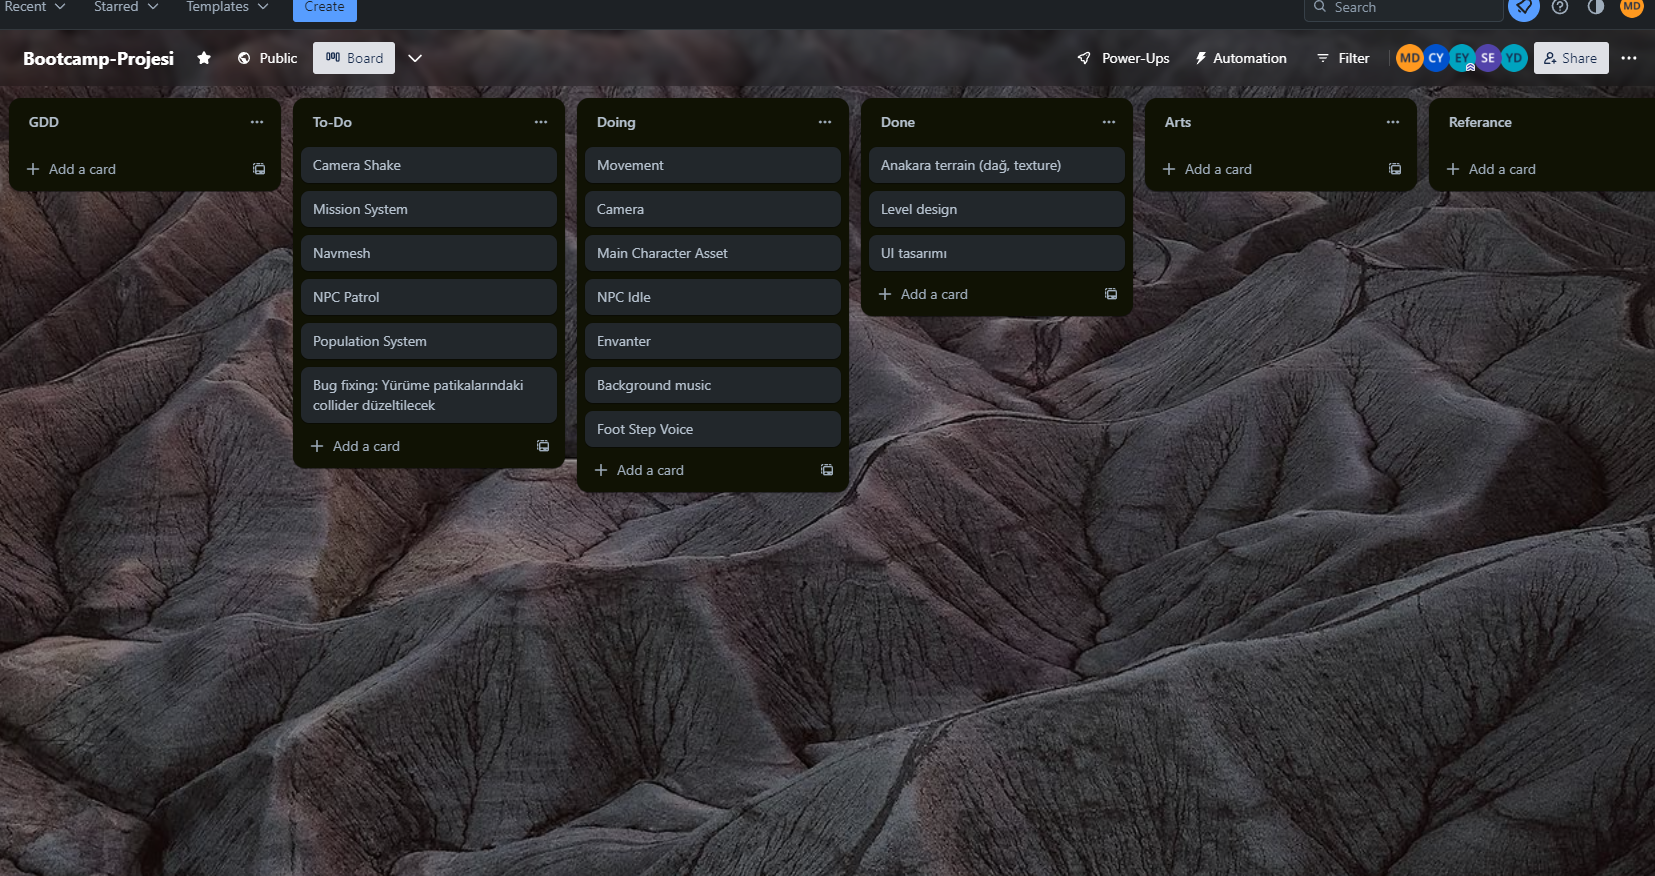 Recent
Starred
Templates
Create
Search
MD
Bootcamp-Projesi
Public
Board
Power-Ups
Automation
Filter
MD
CY
EY
SE
YD
Share
GDD
Add a card
To-Do
Camera Shake
Mission System
Navmesh
NPC Patrol
Population System
Bug fixing: Yürüme patikalarındaki
collider düzeltilecek
Add a card
Doing
Movement
Camera
Main Character Asset
NPC Idle
Envanter
Background music
Foot Step Voice
Add a card
Done
Anakara terrain (dağ, texture)
Level design
UI tasarımı
Add a card
Arts
Add a card
Referance
Add a card